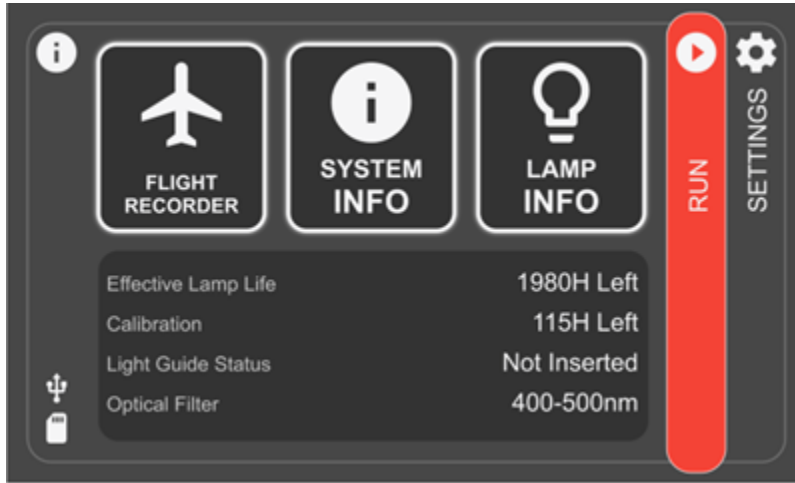 FLIGHT
RECORDER
SYSTEM
INFO
LAMP
INFO
Effective Lamp Life 1980H Left
Calibration 115H Left
Light Guide Status Not Inserted
Optical Filter 400-500nm
RUN
SETTINGS